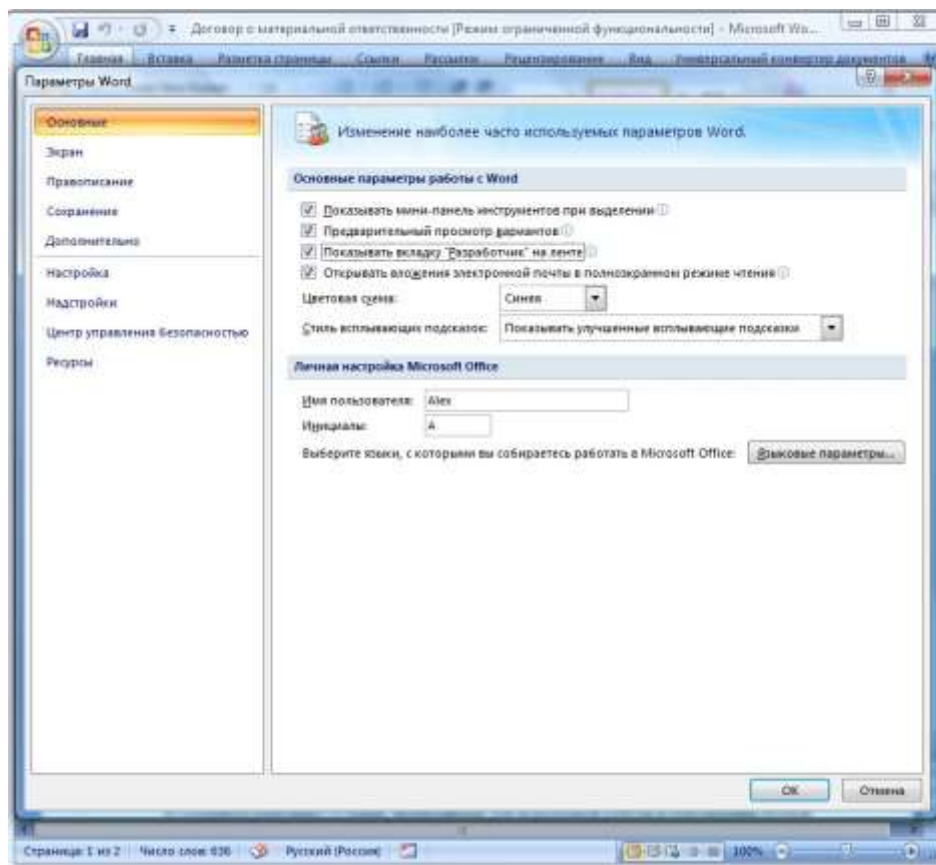 Договор о материальной ответственности [Режим ограниченной функциональности] - Microsoft Wo...
Главная Вставка Разметка страницы Ссылки Рассылки Рецензирование Вид Универсальный конвертор документов
Параметры Word
Основные
Экран
Правописание
Сохранение
Дополнительно
Настройка
Надстройки
Центр управления безопасностью
Ресурсы
Изменение наиболее часто используемых параметров Word.
Основные параметры работы с Word
Показывать мини-панель инструментов при выделении
Предварительный просмотр вариантов
Показывать вкладку "Разработчик" на ленте
Открывать вложения электронной почты в полноэкранном режиме чтения
Цветовая схема: Синяя
Стиль всплывающих подсказок: Показывать улучшенные всплывающие подсказки
Личная настройка Microsoft Office
Имя пользователя: Alex
Инициалы: A
Выберите языки, с которыми вы собираетесь работать в Microsoft Office: Языковые параметры...
ОК Отмена
Страница: 1 из 2 Число слов: 636 Русский (Россия) 100%